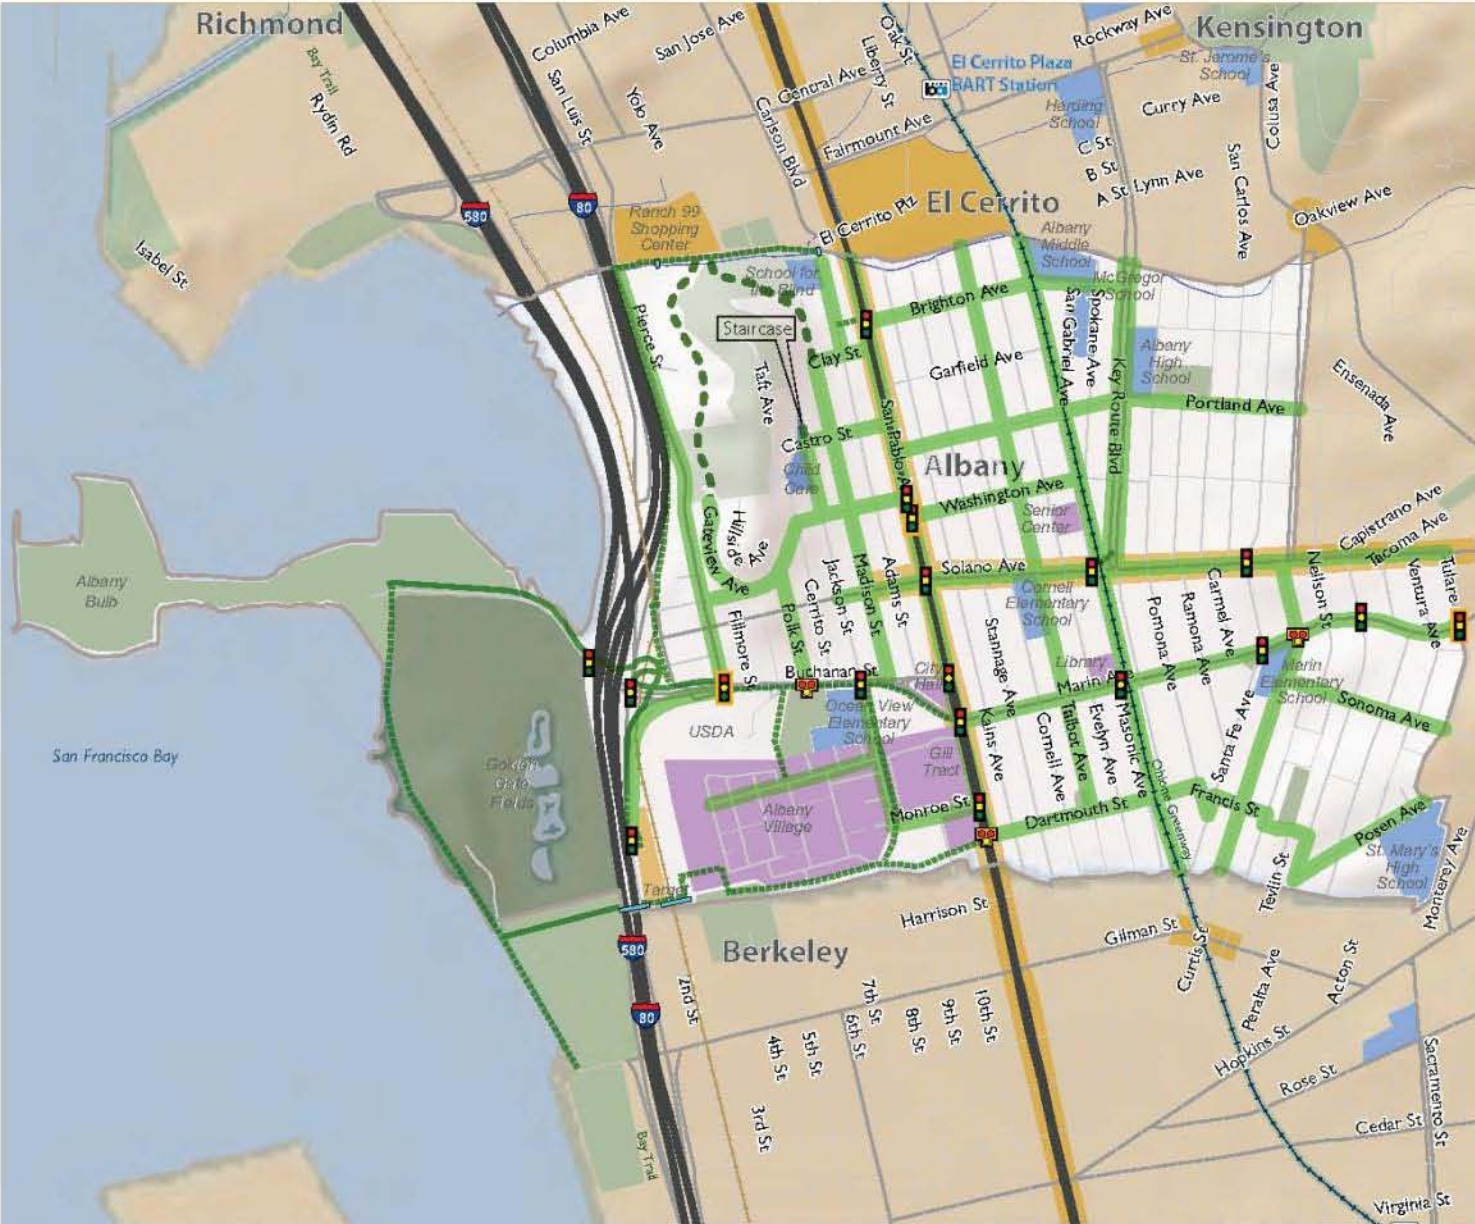 Richmond
Kensington
El Cerrito
Albany
Berkeley
Bay Trail
Rydin Rd
Isabel St
San Luis St
Columbia Ave
San Jose Ave
Yolo Ave
Central Ave
Carlson Blvd
Liberty St
Oak St
Fairmount Ave
El Cerrito Plaza
BART Station
Rockway Ave
St. Jerome's
School
Harding
School
Curry Ave
Colusa Ave
C St
B St
A St
Lynn Ave
San Carlos Ave
Oakview Ave
580
80
Ranch 99
Shopping
Center
El Cerrito Plz
Albany
Middle
School
School for
the Blind
McGregor
School
Pierce St
Staircase
Brighton Ave
Clay St
Garfield Ave
San Gabriel Ave
Spokane Ave
Key Route Blvd
Albany
High
School
Ensenada Ave
Taft Ave
Portland Ave
Castro St
San Pablo A
Child
Care
Washington Ave
Senior
Center
Capistrano Ave
Tacoma Ave
Hillside
Ave
Gateview Ave
Solano Ave
Albany
Bulb
Fillmore St
Polk St
Cerrito St
Jackson St
Madison St
Adams St
Cornell
Elementary
School
Stannage Ave
Pomona Ave
Ramona Ave
Carmel Ave
Neilson St
Ventura Ave
Tulare
Buchanan St
City
Hall
Library
Marin A
Marin
Elementary
School
Sonoma Ave
USDA
Ocean View
Elementary
School
Gill
Tract
Kains Ave
Cornell Ave
Talbot Ave
Evelyn Ave
Masonic Ave
Santa Fe Ave
San Francisco Bay
Golden
Gate
Fields
Albany
Village
Monroe St
Dartmouth St
Ohlone Greenway
Francis St
Posen Ave
St. Mary's
High
School
Monterey Ave
Tevlin St
Target
Harrison St
Gilman St
Curtis St
Peralta Ave
Acton St
580
80
2nd St
3rd St
4th St
5th St
6th St
7th St
8th St
9th St
10th St
Hopkins St
Rose St
Cedar St
Sacramento St
Virginia St
Bay Trail